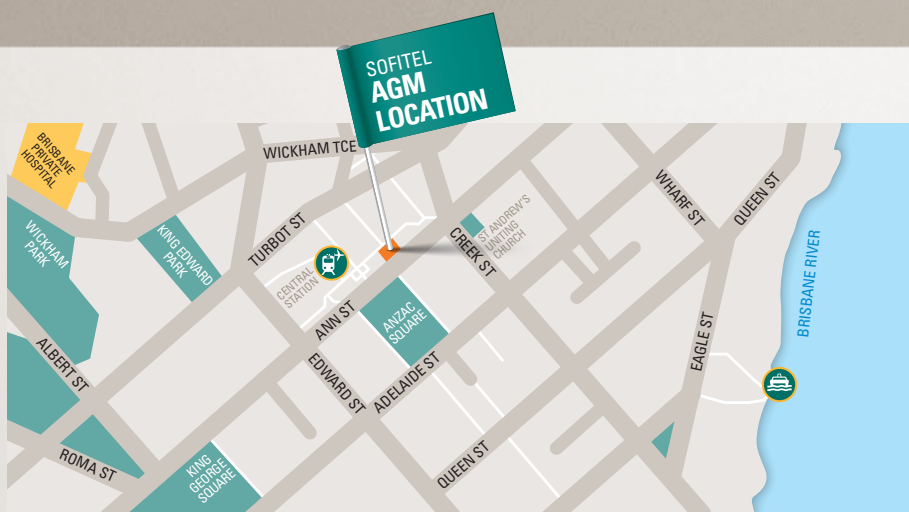 SOFITEL
AGM
LOCATION
WICKHAM TCE
BRISBANE
PRIVATE
HOSPITAL
WICKHAM
PARK
KING EDWARD
PARK
TURBOT ST
CENTRAL
STATION
ANN ST
ANZAC
SQUARE
CREEK ST
ST ANDREW'S
UNITING
CHURCH
WHARF ST
QUEEN ST
BRISBANE RIVER
EAGLE ST
ALBERT ST
EDWARD ST
ADELAIDE ST
ROMA ST
KING
GEORGE
SQUARE
QUEEN ST